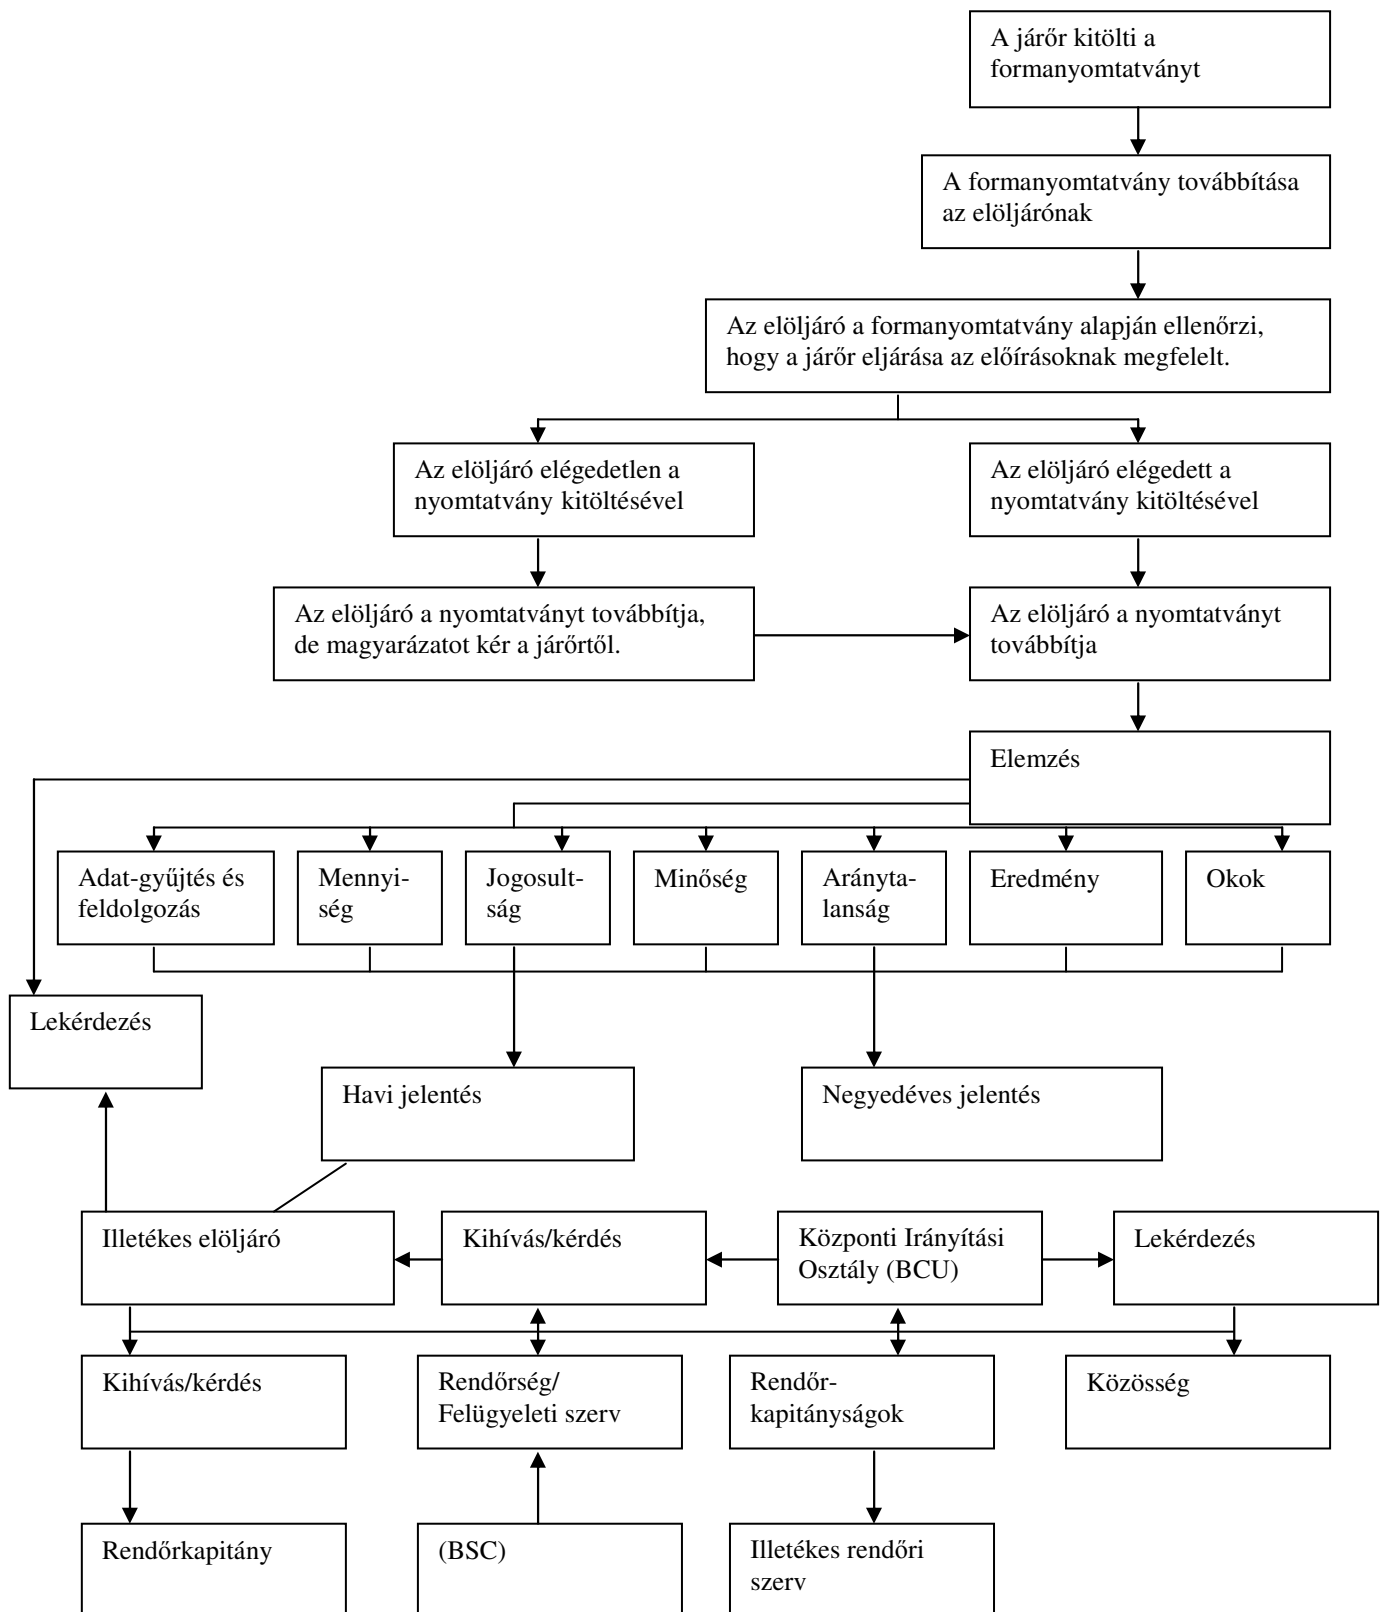 A járőr kitölti a
formanyomtatványt
A formanyomtatvány továbbítása
az elöljárónak
Az elöljáró a formanyomtatvány alapján ellenőrzi,
hogy a járőr eljárása az előírásoknak megfelelt.
Az elöljáró elégedetlen a
nyomtatvány kitöltésével
Az elöljáró elégedett a
nyomtatvány kitöltésével
Az elöljáró a nyomtatványt továbbítja,
de magyarázatot kér a járőrtől.
Az elöljáró a nyomtatványt
továbbítja
Elemzés
Adat-gyűjtés és
feldolgozás
Mennyi-
ség
Jogosult-
ság
Minőség
Aránytа-
lanság
Eredmény
Okok
Lekérdezés
Havi jelentés
Negyedéves jelentés
Illetékes elöljáró
Kihívás/kérdés
Központi Irányítási
Osztály (BCU)
Lekérdezés
Kihívás/kérdés
Rendőrség/
Felügyeleti szerv
Rendőr-
kapitányságok
Közösség
Rendőrkapitány
(BSC)
Illetékes rendőri
szerv